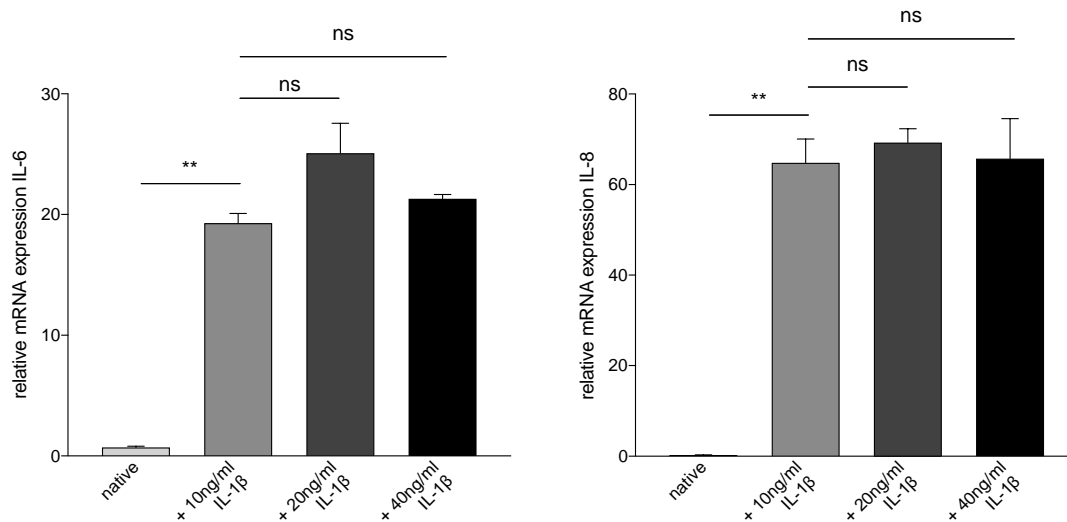 ns
ns
**
30
20
10
0
relative mRNA expression IL-6
native
+ 10ng/ml
IL-1β
+ 20ng/ml
IL-1β
+ 40ng/ml
IL-1β
ns
ns
**
80
60
40
20
0
relative mRNA expression IL-8
native
+ 10ng/ml
IL-1β
+ 20ng/ml
IL-1β
+ 40ng/ml
IL-1β